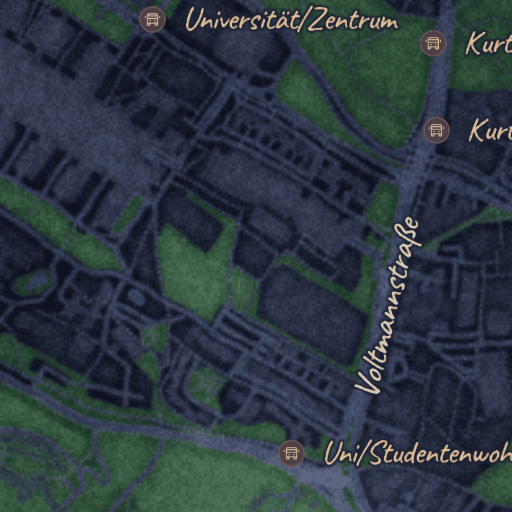 Universität/Zentrum
Kurt
Kurt
Voltmannstraße
Uni/Studentenwoh